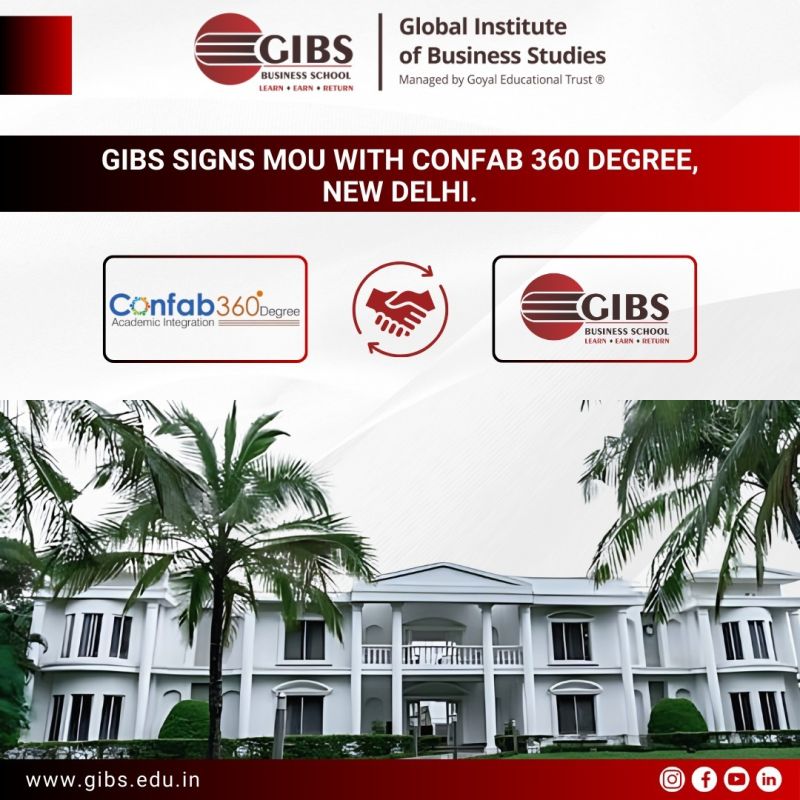 GIBS
BUSINESS SCHOOL
LEARN • EARN • RETURN
Global Institute
of Business Studies
Managed by Goyal Educational Trust ®
GIBS SIGNS MOU WITH CONFAB 360 DEGREE,
NEW DELHI.
Confab360°Degree
Academic Integration
GIBS
BUSINESS SCHOOL
LEARN • EARN • RETURN
www.gibs.edu.in